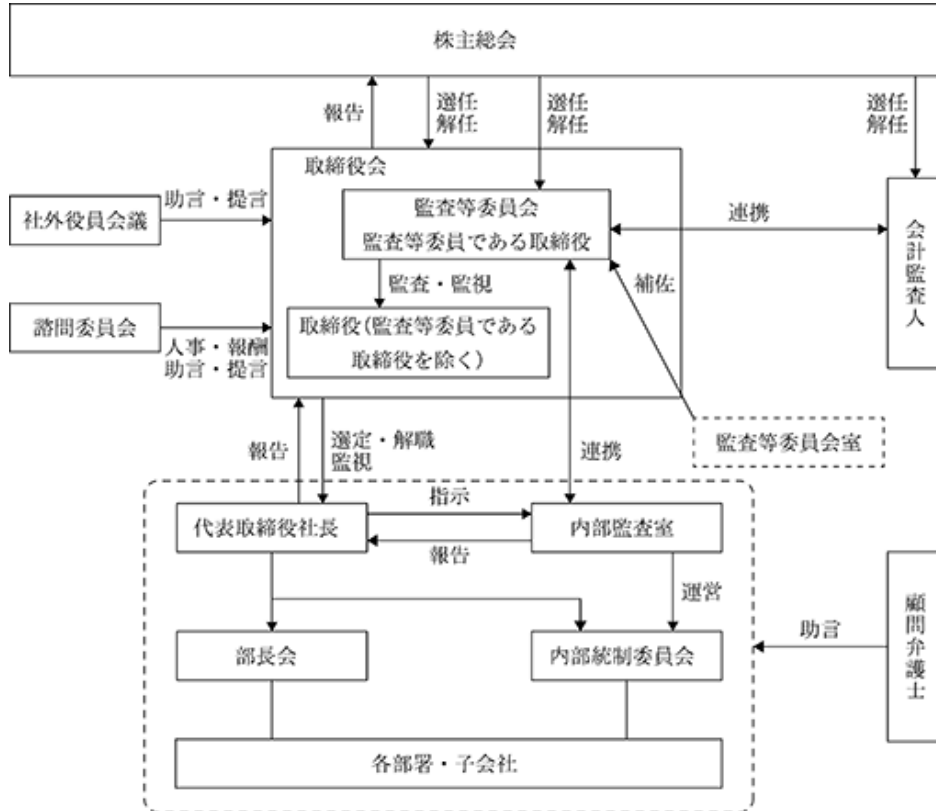 株主総会
報告
選任
解任
選任
解任
選任
解任
取締役会
助言・提言
社外役員会議
監査等委員会
監査等委員である取締役
連携
会計監査人
監査・監視
補佐
諮問委員会
人事・報酬
助言・提言
取締役(監査等委員である
取締役を除く)
監査等委員会室
報告
選定・解職
監視
連携
代表取締役社長
指示
報告
内部監査室
運営
部長会
内部統制委員会
助言
顧問弁護士
各部署・子会社